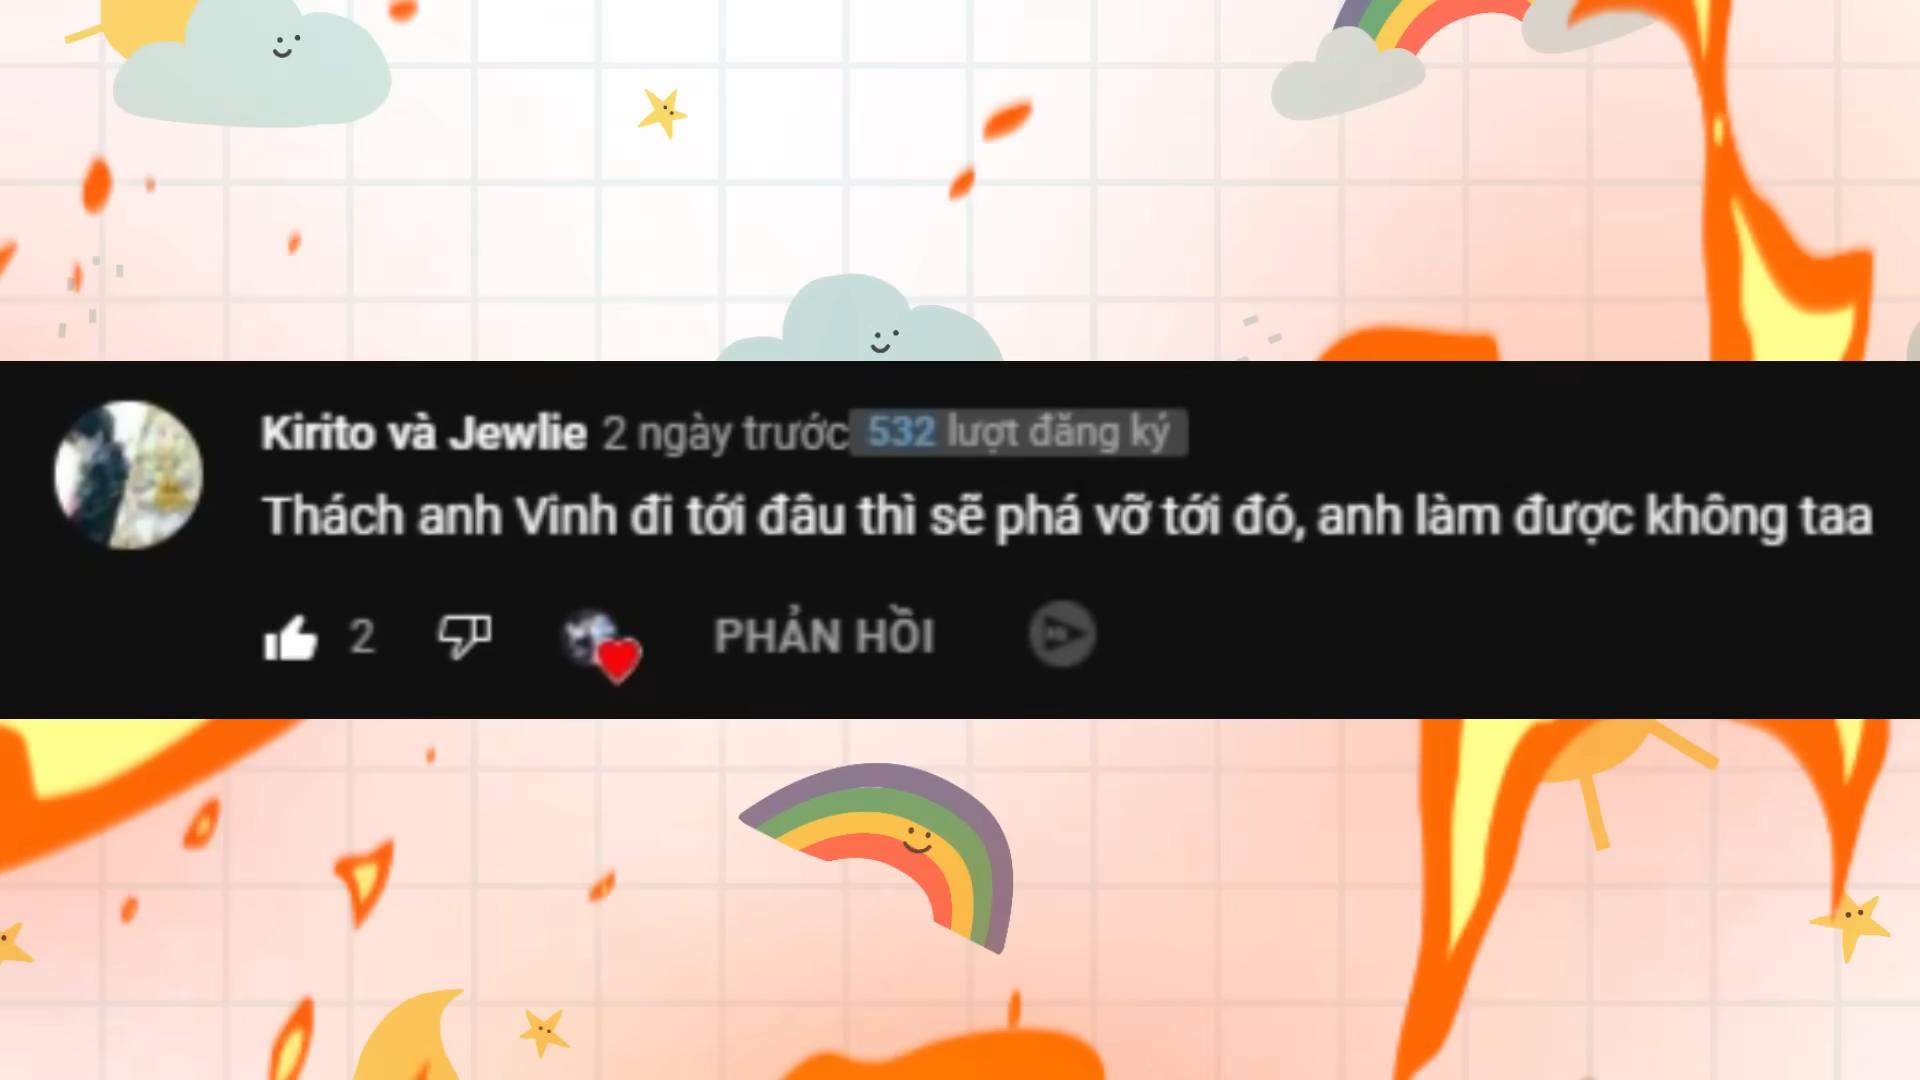 Kirito và Jewlie 2 ngày trước 532 lượt đăng ký
Thách anh Vinh đi tới đâu thì sẽ phá vỡ tới đó, anh làm được không taa
2 PHẢN HỒI